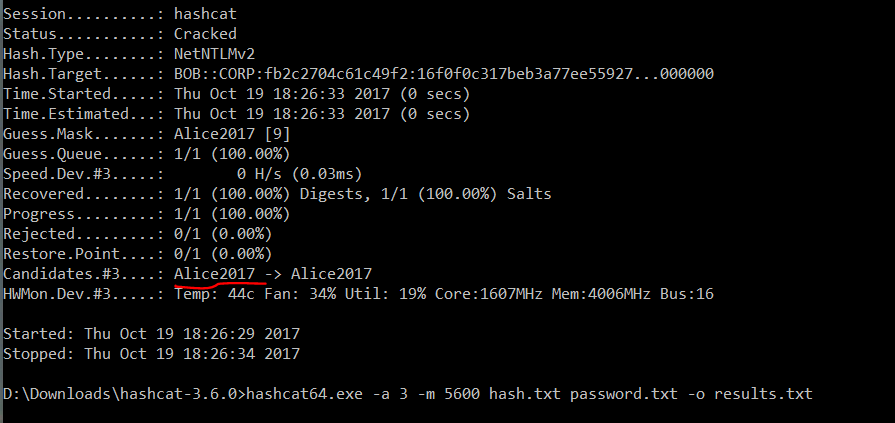 Session..........: hashcat
Status...........: Cracked
Hash.Type........: NetNTLMv2
Hash.Target......: BOB::CORP:fb2c2704c61c49f2:16f0f0c317beb3a77ee55927...000000
Time.Started.....: Thu Oct 19 18:26:33 2017 (0 secs)
Time.Estimated...: Thu Oct 19 18:26:33 2017 (0 secs)
Guess.Mask.......: Alice2017 [9]
Guess.Queue......: 1/1 (100.00%)
Speed.Dev.#3.....:        0 H/s (0.03ms)
Recovered........: 1/1 (100.00%) Digests, 1/1 (100.00%) Salts
Progress.........: 1/1 (100.00%)
Rejected.........: 0/1 (0.00%)
Restore.Point....: 0/1 (0.00%)
Candidates.#3....: Alice2017 -> Alice2017
HWMon.Dev.#3.....: Temp: 44c Fan: 34% Util: 19% Core:1607MHz Mem:4006MHz Bus:16
Started: Thu Oct 19 18:26:29 2017
Stopped: Thu Oct 19 18:26:34 2017
D:\Downloads\hashcat-3.6.0>hashcat64.exe -a 3 -m 5600 hash.txt password.txt -o results.txt